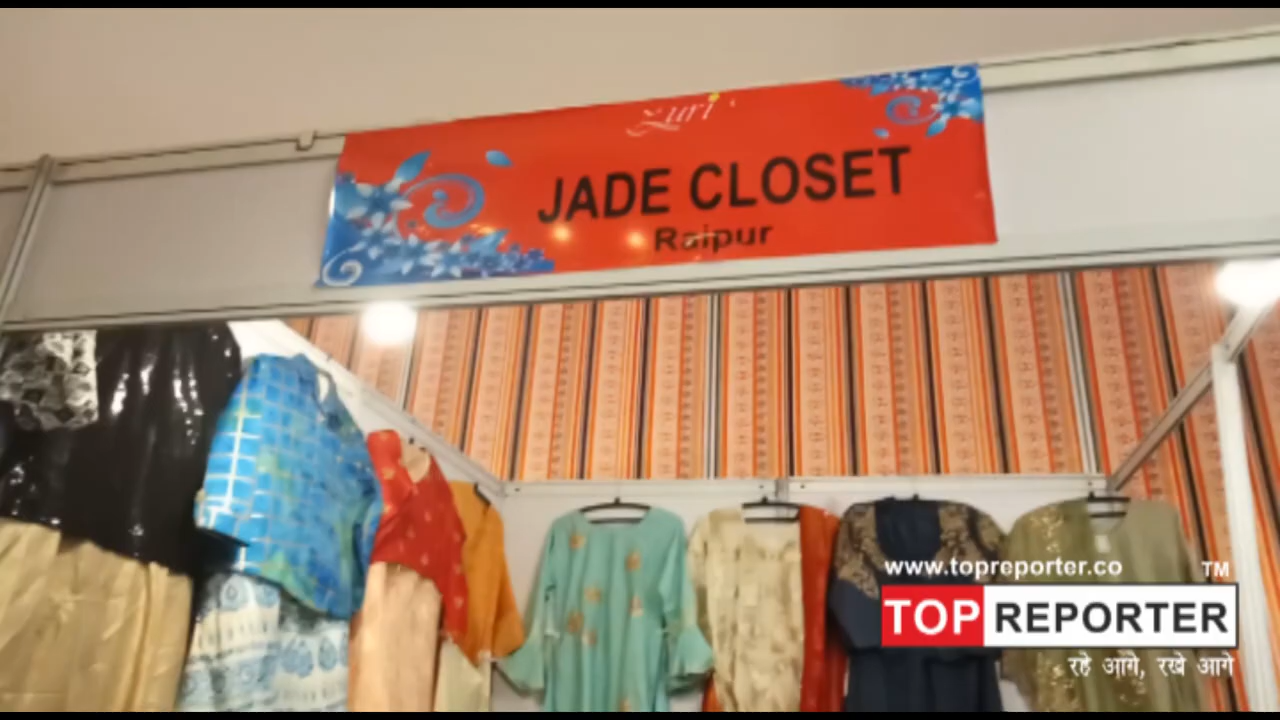 Zuri
JADE CLOSET
Raipur
www.topreporter.co
TM
TOP REPORTER
रहे आगे, रखे आगे